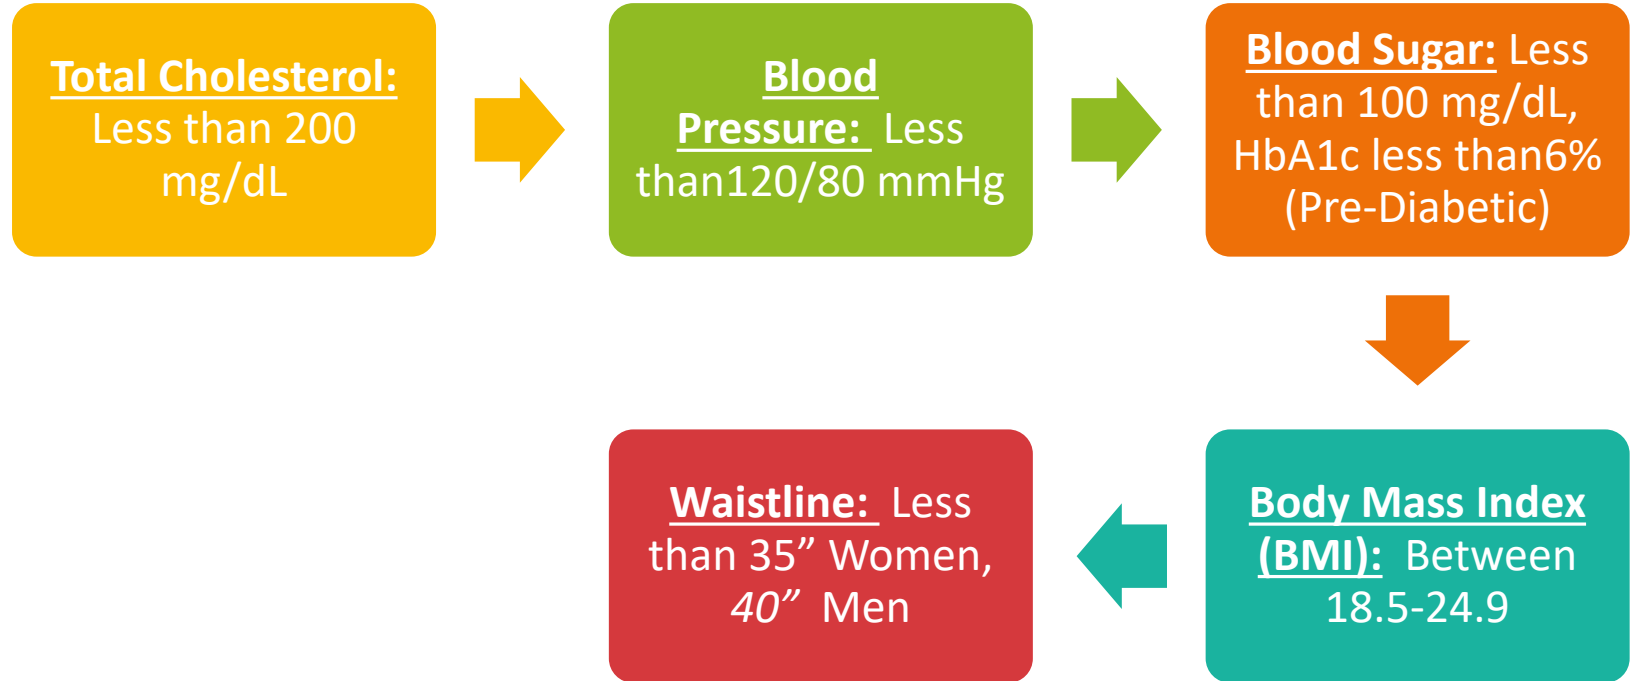 Total Cholesterol:
Less than 200
mg/dL
Blood
Pressure: Less
than120/80 mmHg
Blood Sugar: Less
than 100 mg/dL,
HbA1c less than6%
(Pre-Diabetic)
Body Mass Index
(BMI): Between
18.5-24.9
Waistline: Less
than 35” Women,
40” Men